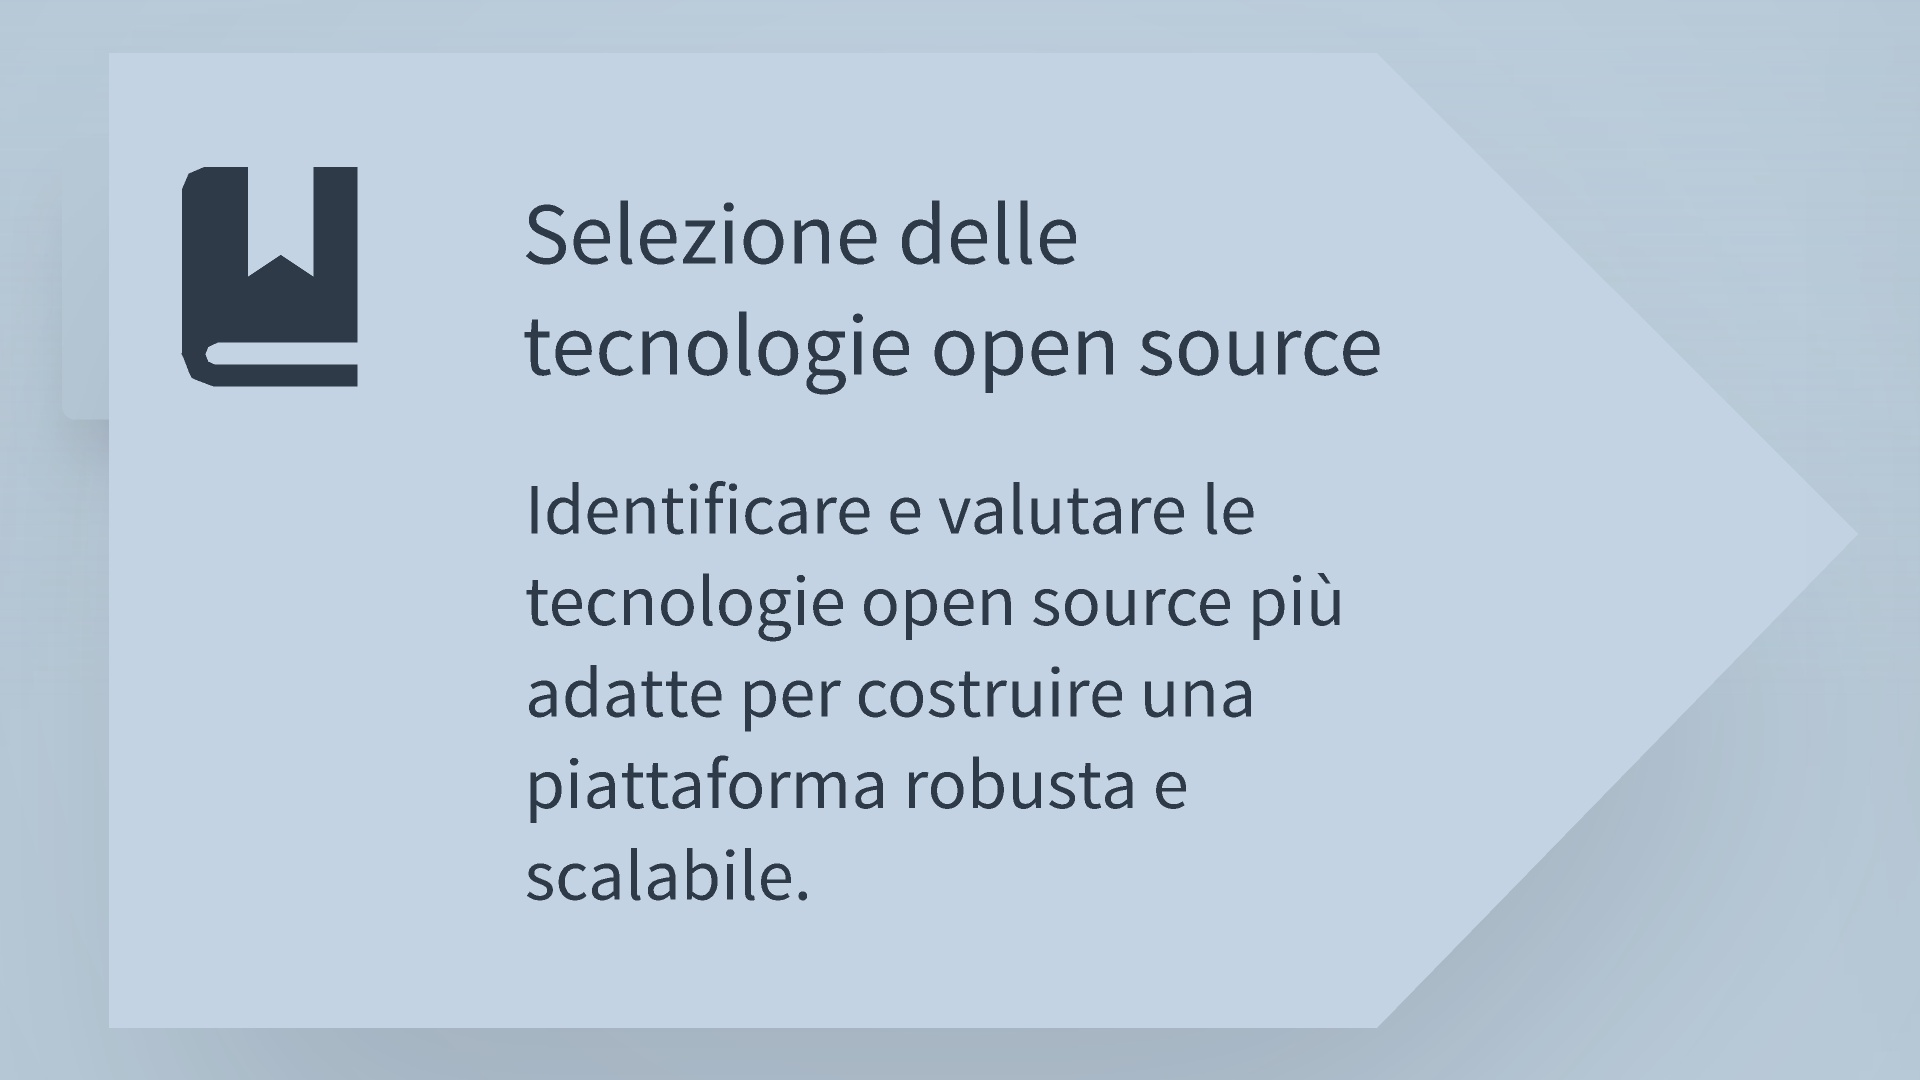 Selezione delle
tecnologie open source
Identificare e valutare le
tecnologie open source più
adatte per costruire una
piattaforma robusta e
scalabile.